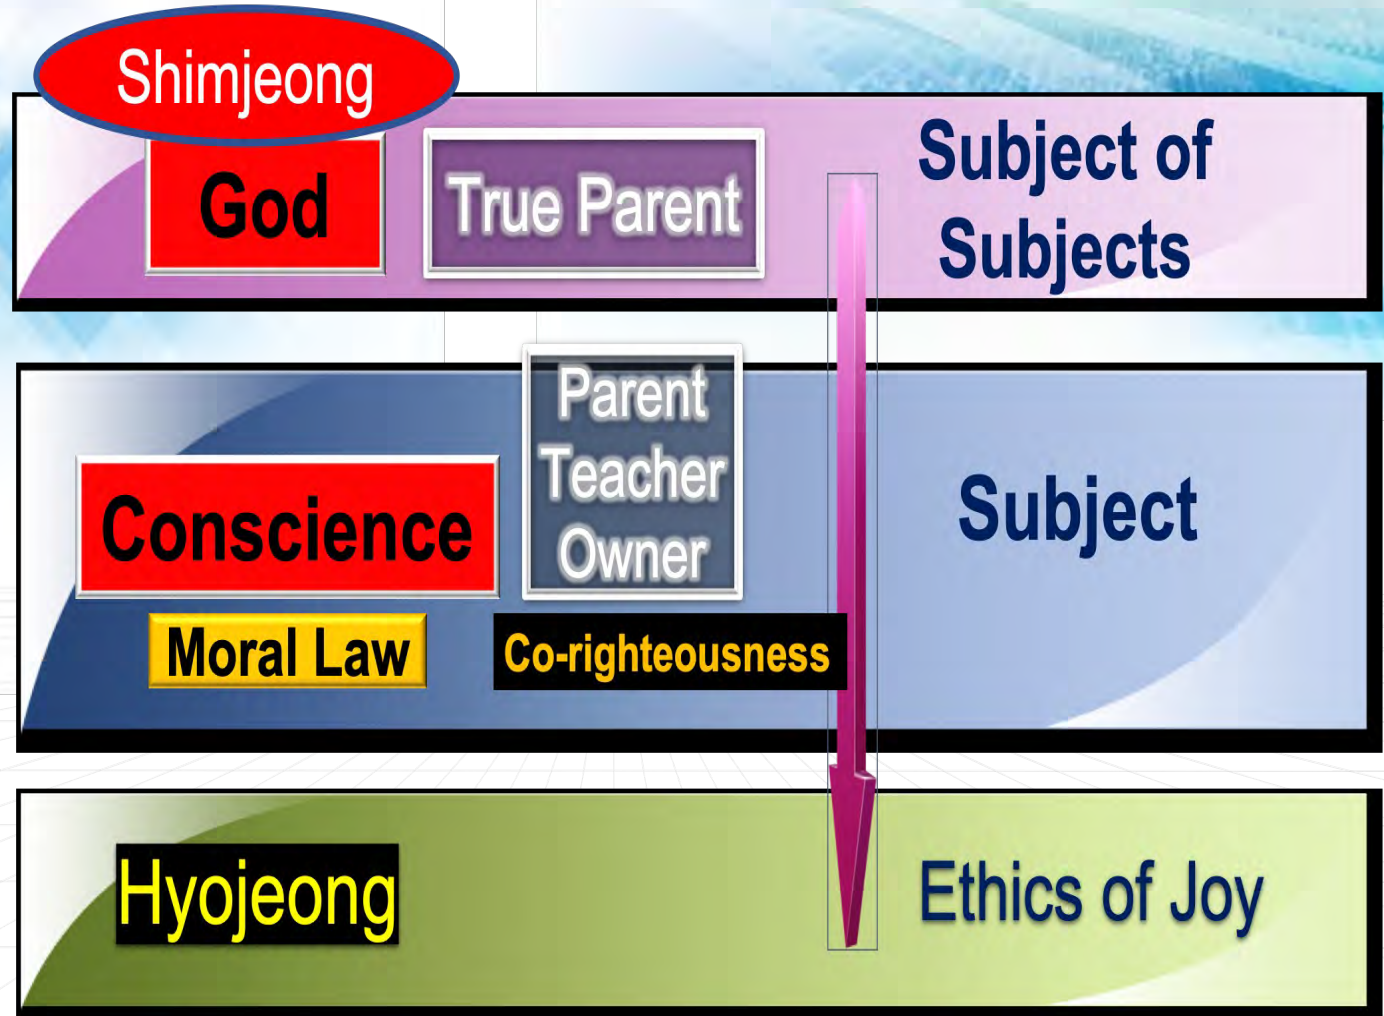 Shimjeong
God
True Parent
Subject of
Subjects
Parent
Teacher
Owner
Conscience
Subject
Moral Law
Co-righteousness
Hyojeong
Ethics of Joy